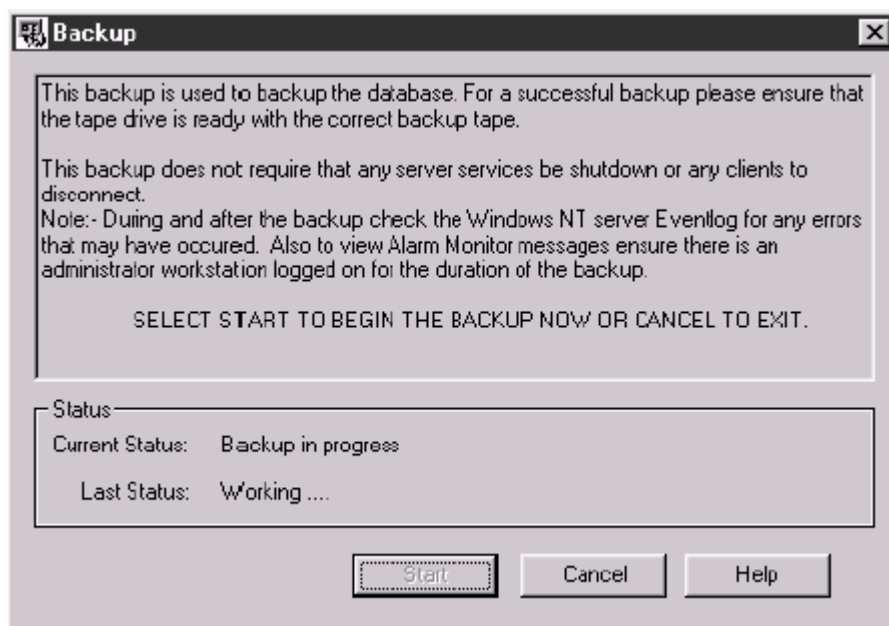 Backup
This backup is used to backup the database. For a successful backup please ensure that
the tape drive is ready with the correct backup tape.
This backup does not require that any server services be shutdown or any clients to
disconnect.
Note:- During and after the backup check the Windows NT server Eventlog for any errors
that may have occured. Also to view Alarm Monitor messages ensure there is an
administrator workstation logged on for the duration of the backup.
SELECT START TO BEGIN THE BACKUP NOW OR CANCEL TO EXIT.
Status
Current Status: Backup in progress
Last Status: Working ....
Start Cancel Help